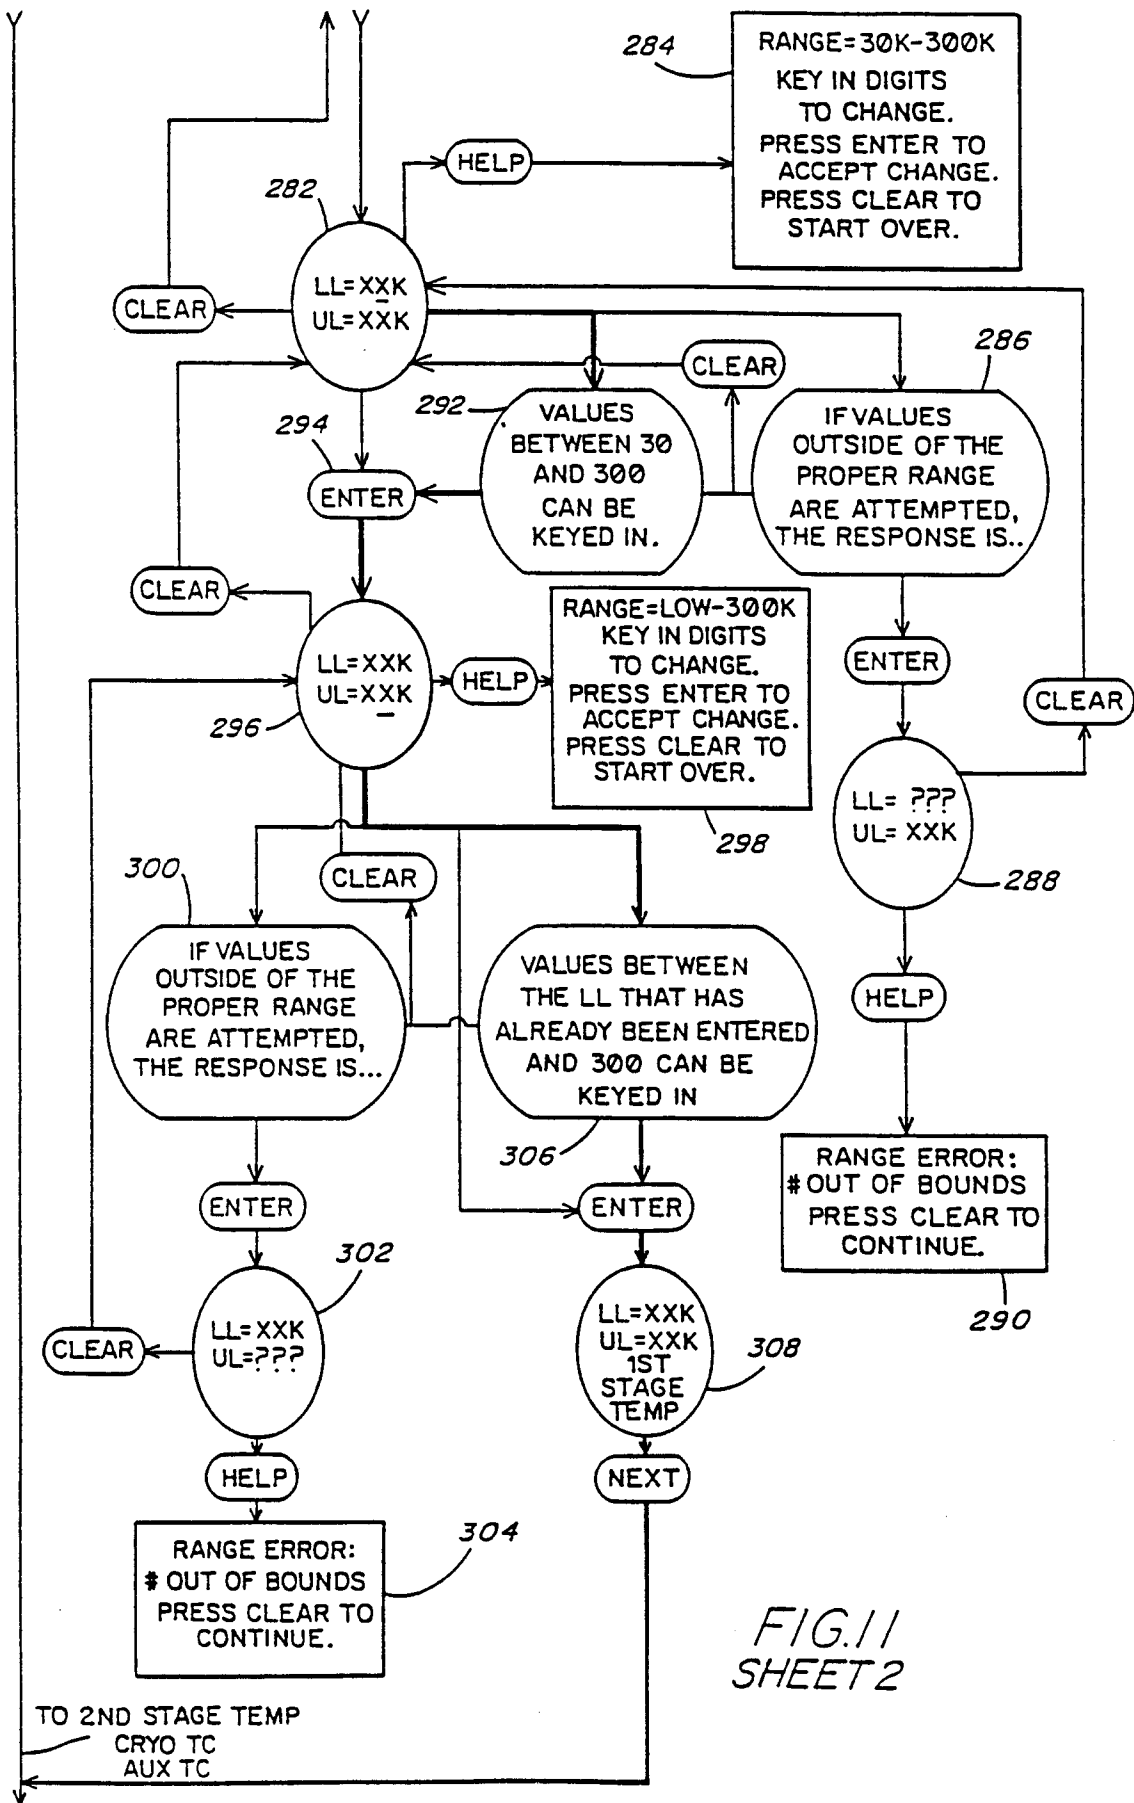 284
RANGE=30K-300K
KEY IN DIGITS
TO CHANGE.
PRESS ENTER TO
ACCEPT CHANGE.
PRESS CLEAR TO
START OVER.
HELP
282
LL=XXK
UL=XXK
CLEAR
286
CLEAR
292
VALUES
BETWEEN 30
AND 300
CAN BE
KEYED IN.
IF VALUES
OUTSIDE OF THE
PROPER RANGE
ARE ATTEMPTED,
THE RESPONSE IS..
294
ENTER
CLEAR
RANGE=LOW-300K
KEY IN DIGITS
TO CHANGE.
PRESS ENTER TO
ACCEPT CHANGE.
PRESS CLEAR TO
START OVER.
LL=XXK
UL=XXK
HELP
296
ENTER
CLEAR
LL= ???
UL= XXK
298
288
300
CLEAR
IF VALUES
OUTSIDE OF THE
PROPER RANGE
ARE ATTEMPTED,
THE RESPONSE IS...
VALUES BETWEEN
THE LL THAT HAS
ALREADY BEEN ENTERED
AND 300 CAN BE
KEYED IN
HELP
306
RANGE ERROR:
# OUT OF BOUNDS
PRESS CLEAR TO
CONTINUE.
290
ENTER
ENTER
302
LL=XXK
UL=???
CLEAR
LL=XXK
UL=XXK
1ST
STAGE
TEMP
308
HELP
NEXT
304
RANGE ERROR:
# OUT OF BOUNDS
PRESS CLEAR TO
CONTINUE.
FIG.11
SHEET 2
TO 2ND STAGE TEMP
CRYO TC
AUX TC